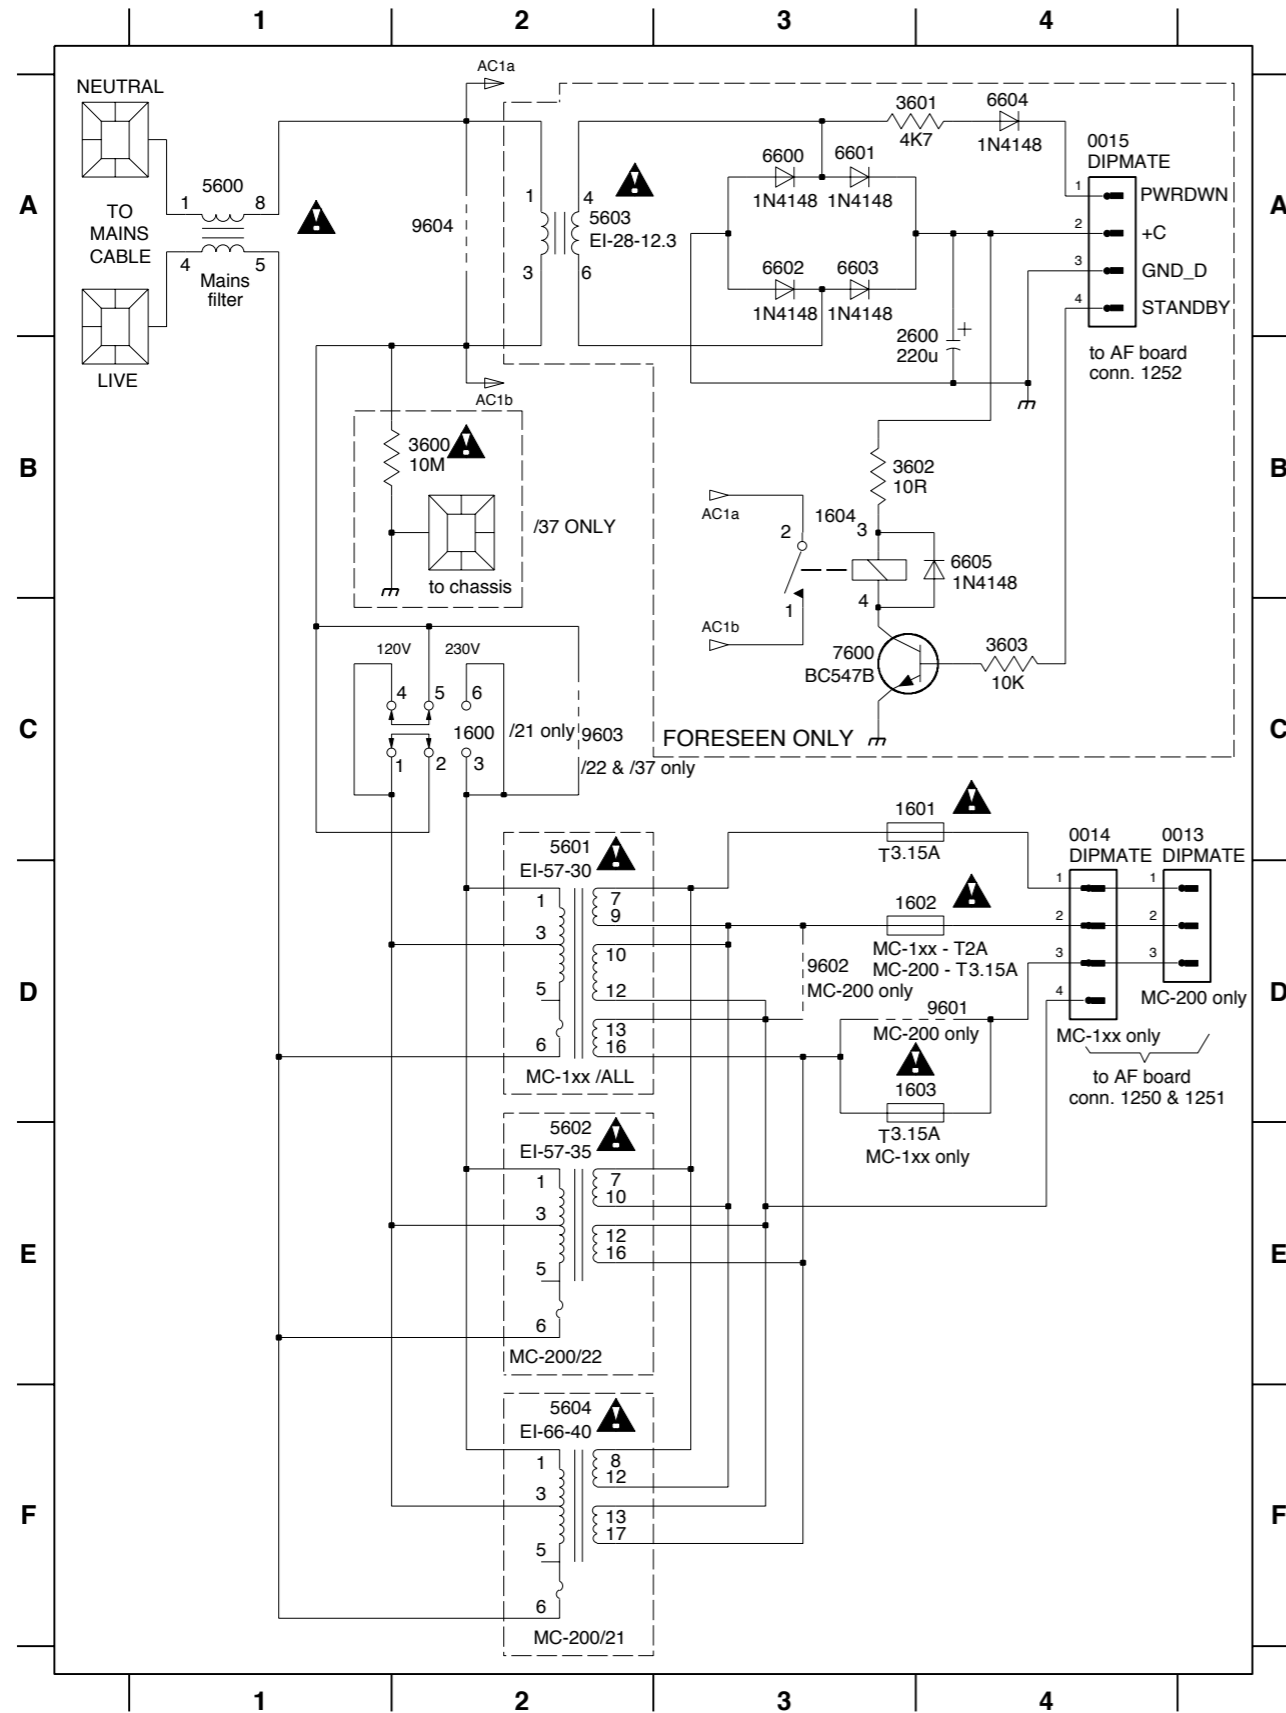 1 2 3 4
A A
B B
C C
D D
E E
F F
1 2 3 4
NEUTRAL
TO
MAINS
CABLE
LIVE
5600
1 8
4 5
Mains
filter
AC1a
9604
AC1b
1
3
4
5603
EI-28-12.3
6
6600
1N4148
6601
1N4148
6602
1N4148
6603
1N4148
3601
4K7
6604
1N4148
0015
DIPMATE
1 PWRDWN
2 +C
3 GND_D
4 STANDBY
to AF board
conn. 1252
2600
220u
+
3600
10M
/37 ONLY
to chassis
3602
10R
AC1a
2
1604
3
6605
1N4148
1
4
AC1b
7600
BC547B
3603
10K
FORESEEN ONLY
120V 230V
4 5 6
1600
1 2 3
/21 only
9603
/22 & /37 only
5601
EI-57-30
1
3
5
6
7
9
10
12
13
16
MC-1xx /ALL
5602
EI-57-35
1
3
5
6
7
10
12
16
MC-200/22
5604
EI-66-40
1
3
5
6
8
12
13
17
MC-200/21
1601
T3.15A
1602
MC-1xx - T2A
MC-200 - T3.15A
9602
MC-200 only
9601
MC-200 only
1603
T3.15A
MC-1xx only
0014
DIPMATE
1
2
3
4
MC-1xx only
0013
DIPMATE
1
2
3
MC-200 only
to AF board
conn. 1250 & 1251